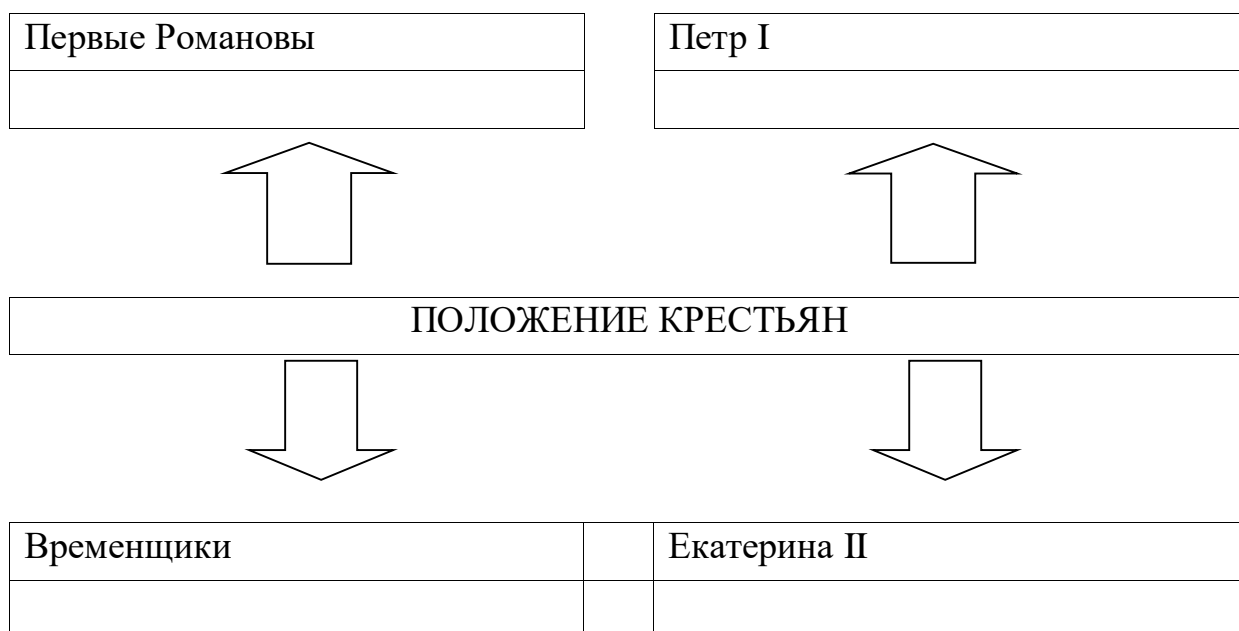 Первые Романовы
Петр I
ПОЛОЖЕНИЕ КРЕСТЬЯН
Временщики
Екатерина II